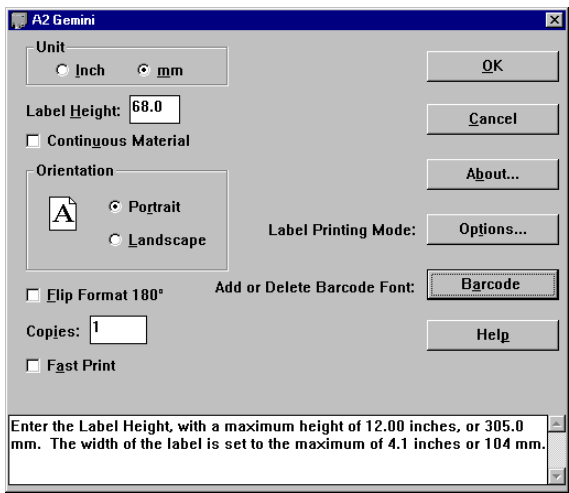 A2 Gemini
Unit
Inch mm
OK
Label Height: 68.0
Cancel
Continuous Material
Orientation
About...
A
Portrait
Label Printing Mode: Options...
Landscape
Flip Format 180°
Add or Delete Barcode Font: Barcode
Copies: 1
Help
Fast Print
Enter the Label Height, with a maximum height of 12.00 inches, or 305.0
mm. The width of the label is set to the maximum of 4.1 inches or 104 mm.